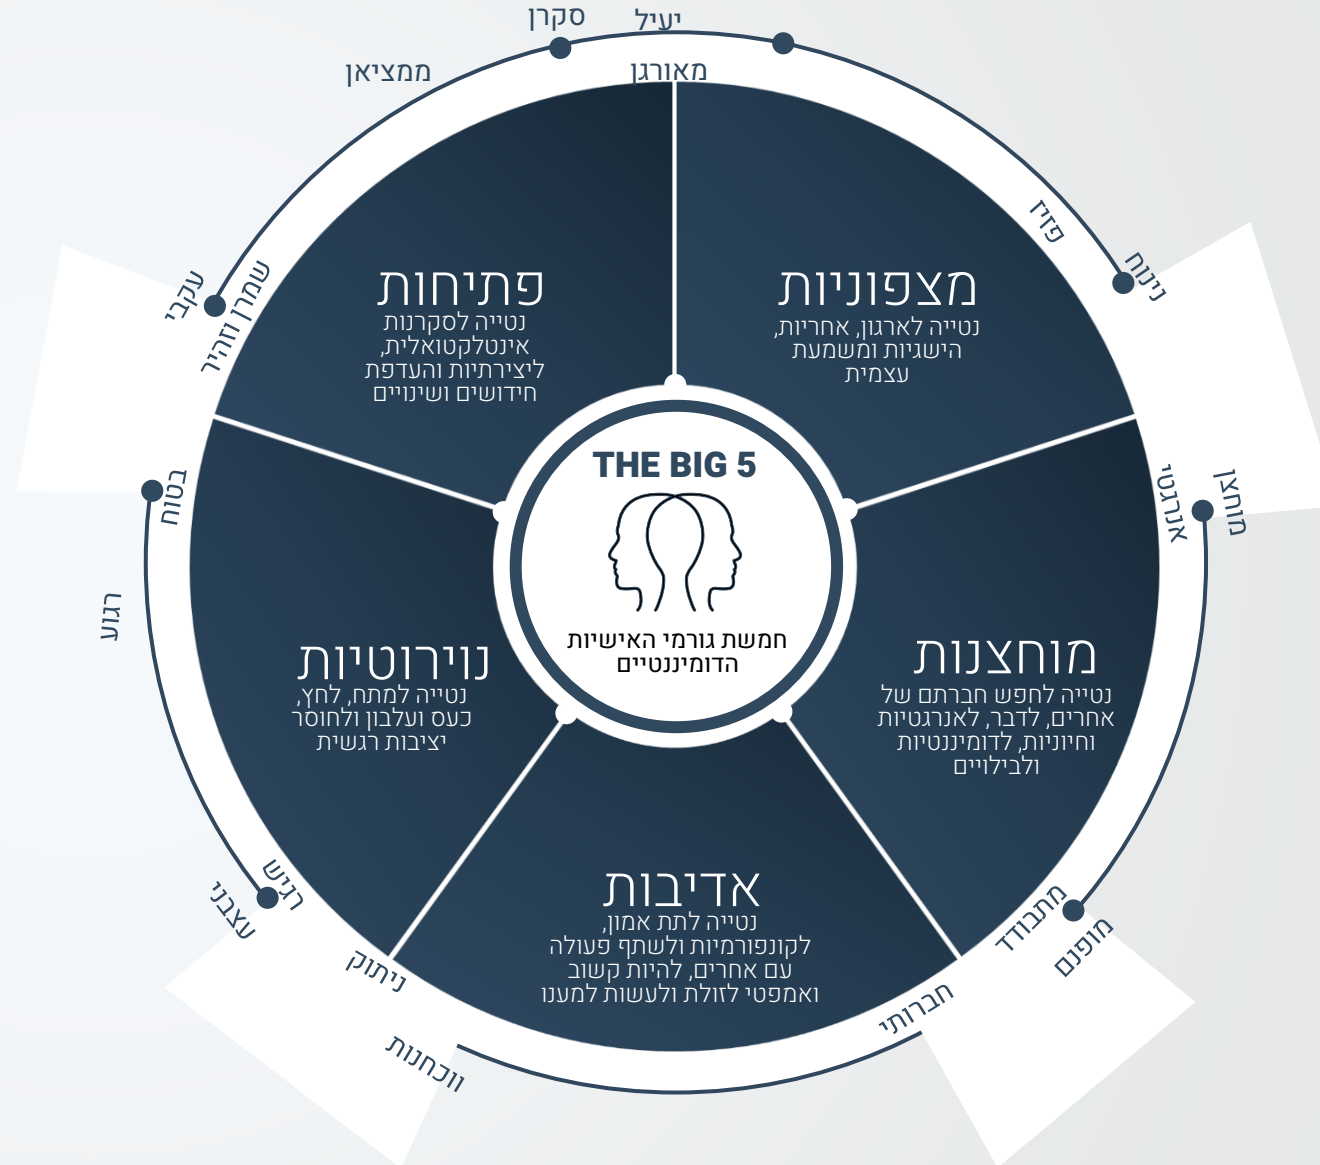 סקרן
יעיל
ממציאן
מאורגן
פזיז
נינוח
עקבי
שמרן וזהיר
פתיחות
נטייה לסקרנות
אינטלקטואלית,
ליצירתיות והעדפת
חידושים ושינויים
מצפוניות
נטייה לארגון, אחריות,
הישגיות ומשמעת
עצמית
THE BIG 5
חמשת גורמי האישיות
הדומיננטיים
מוחצן
אנרגטי
בטוח
רגוע
מוחצנות
נטייה לחפש חברתם של
אחרים, לדבר, לאנרגטיות
וחיוניות, לדומיננטיות
ולבילויים
נוירוטיות
נטייה למתח, לחץ,
כעס ועלבון ולחוסר
יציבות רגשית
אדיבות
נטייה לתת אמון,
לקונפורמיות ולשתף פעולה
עם אחרים, להיות קשוב
ואמפטי לזולת ולעשות למענו
רגיש
עצבני
מתבודד
מופנם
ניתוק
חברותי
ווכחנות